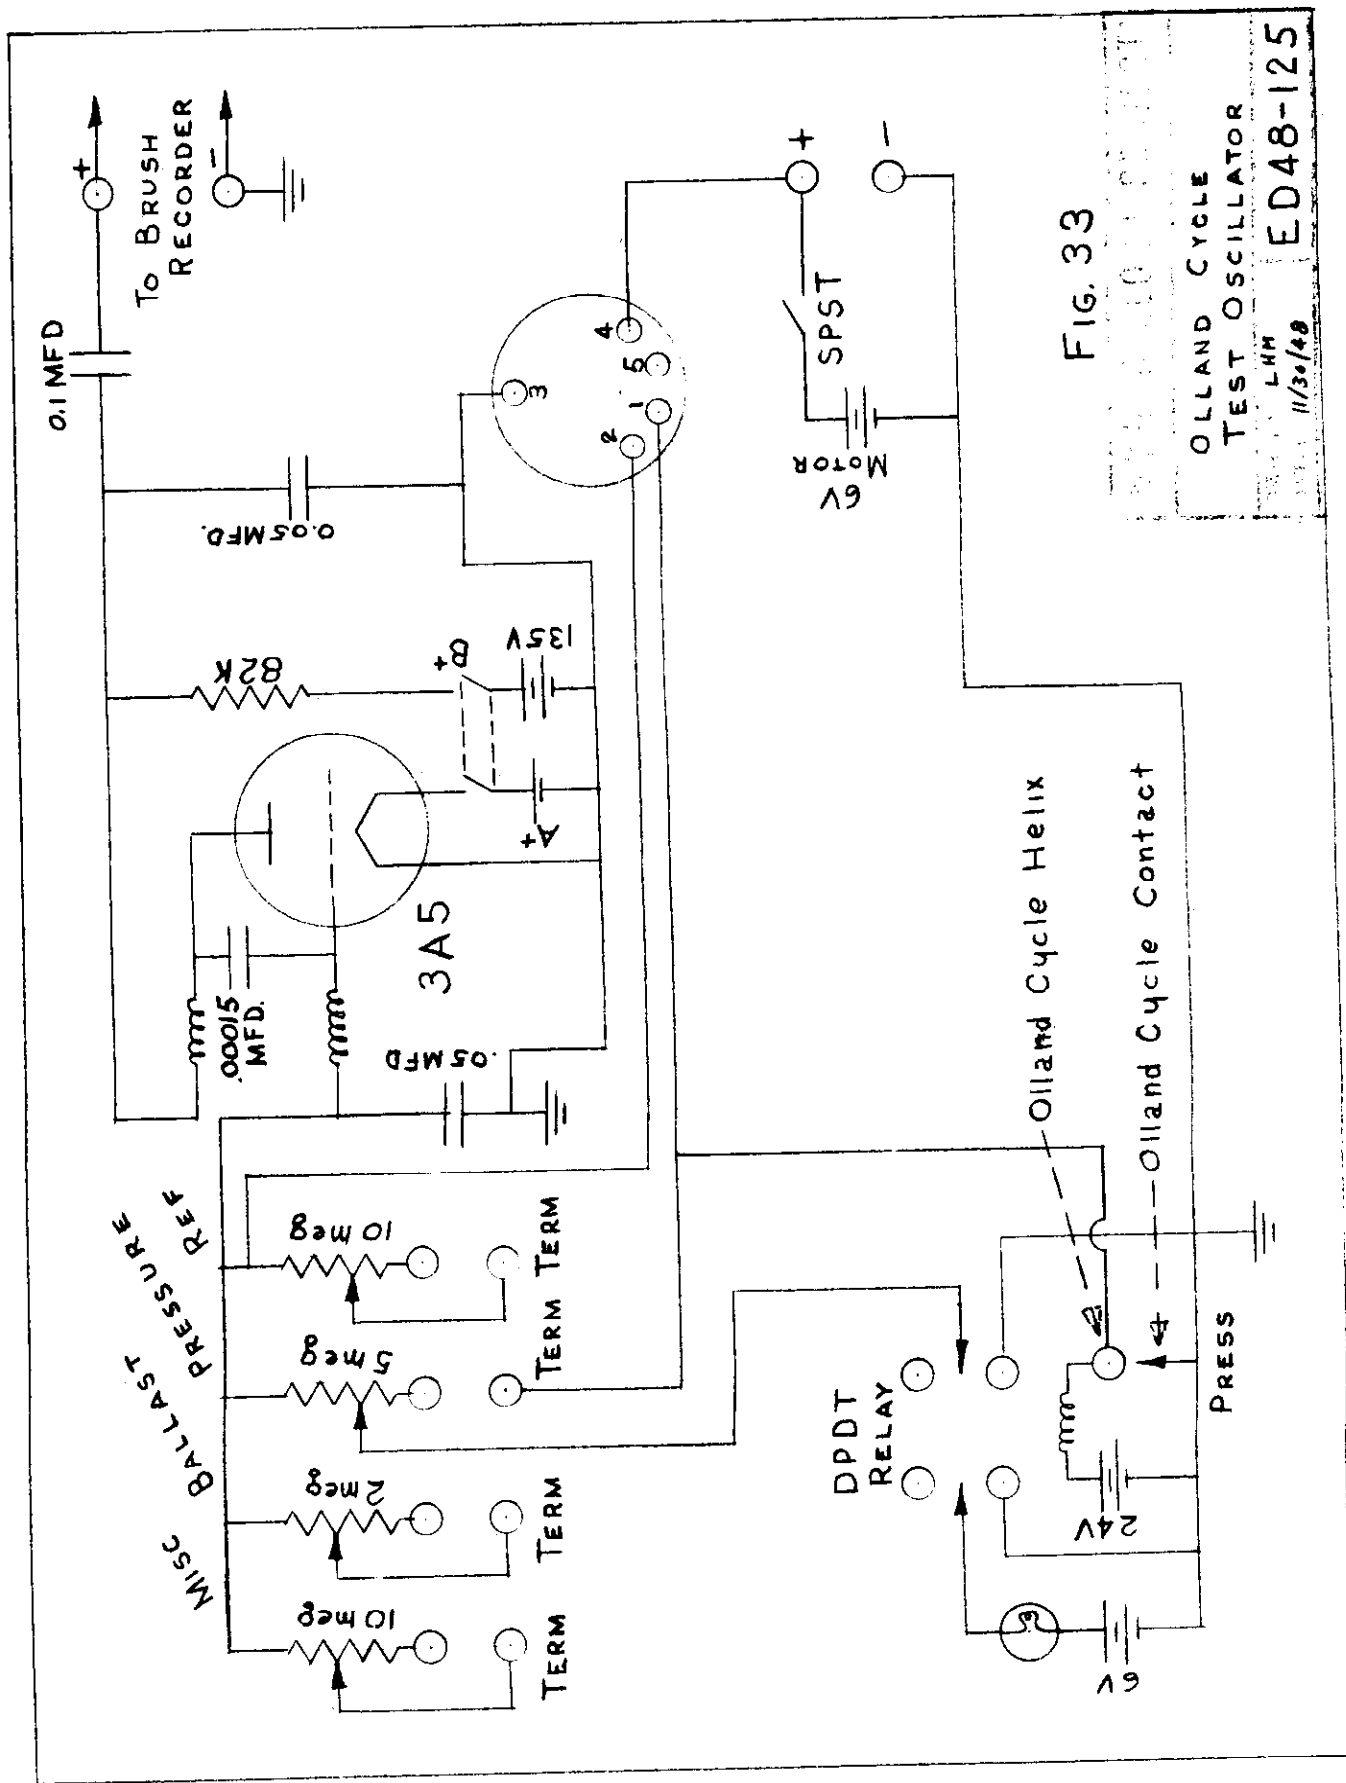 MISC
BALLAST
PRESSURE
REF
10 meg
2 meg
5 meg
10 meg
TERM
TERM
TERM
TERM
.00015
MFD.
.05 MFD
3A5
A+
B+
135V
82K
0.05 MFD.
0.1 MFD
+
-
TO BRUSH
RECORDER
1
2
3
4
5
+
-
SPST
6V
MOTOR
DPDT
RELAY
6V
24V
PRESS
Olland Cycle Helix
Olland Cycle Contact
FIG. 33
OLLAND CYCLE
TEST OSCILLATOR
LHM
11/30/48
ED48-125